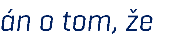 án o tom, že